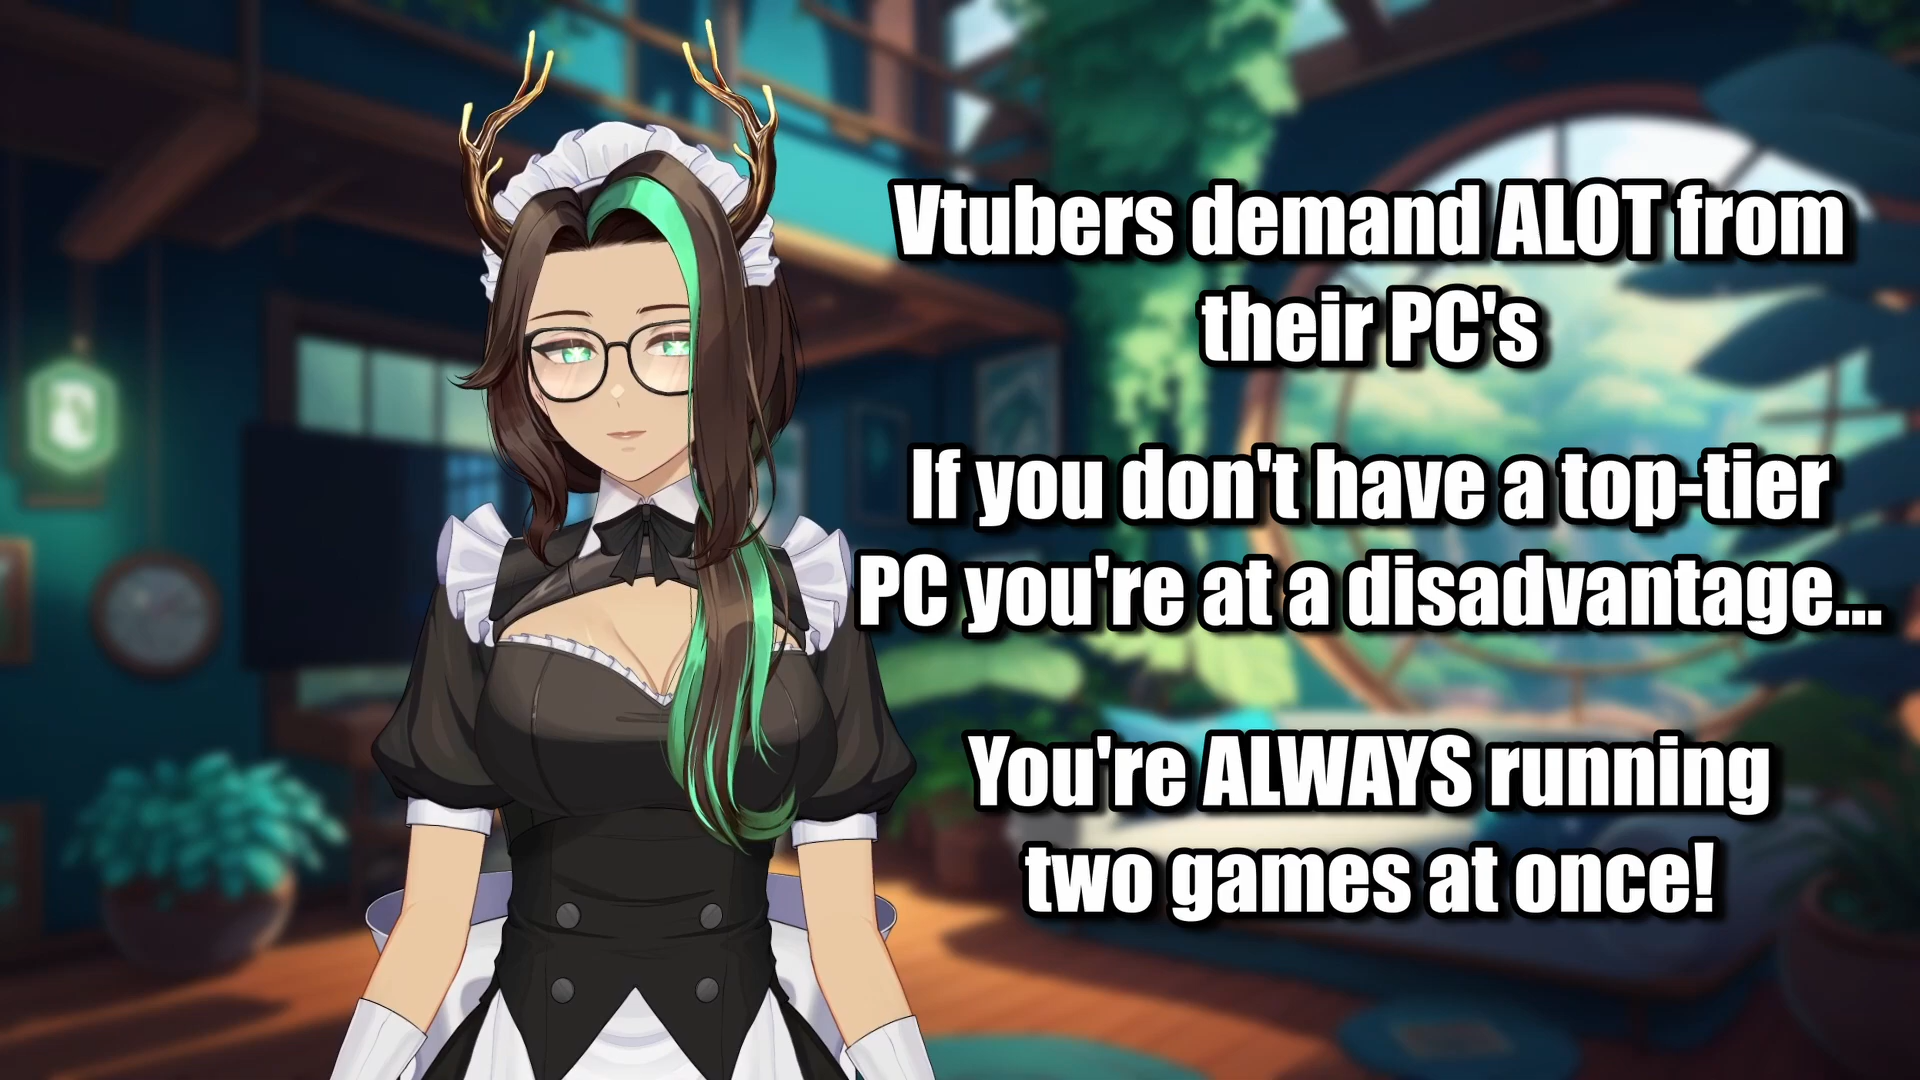 Vtubers demand ALOT from
their PC's
If you don't have a top-tier
PC you're at a disadvantage...
You're ALWAYS running
two games at once!